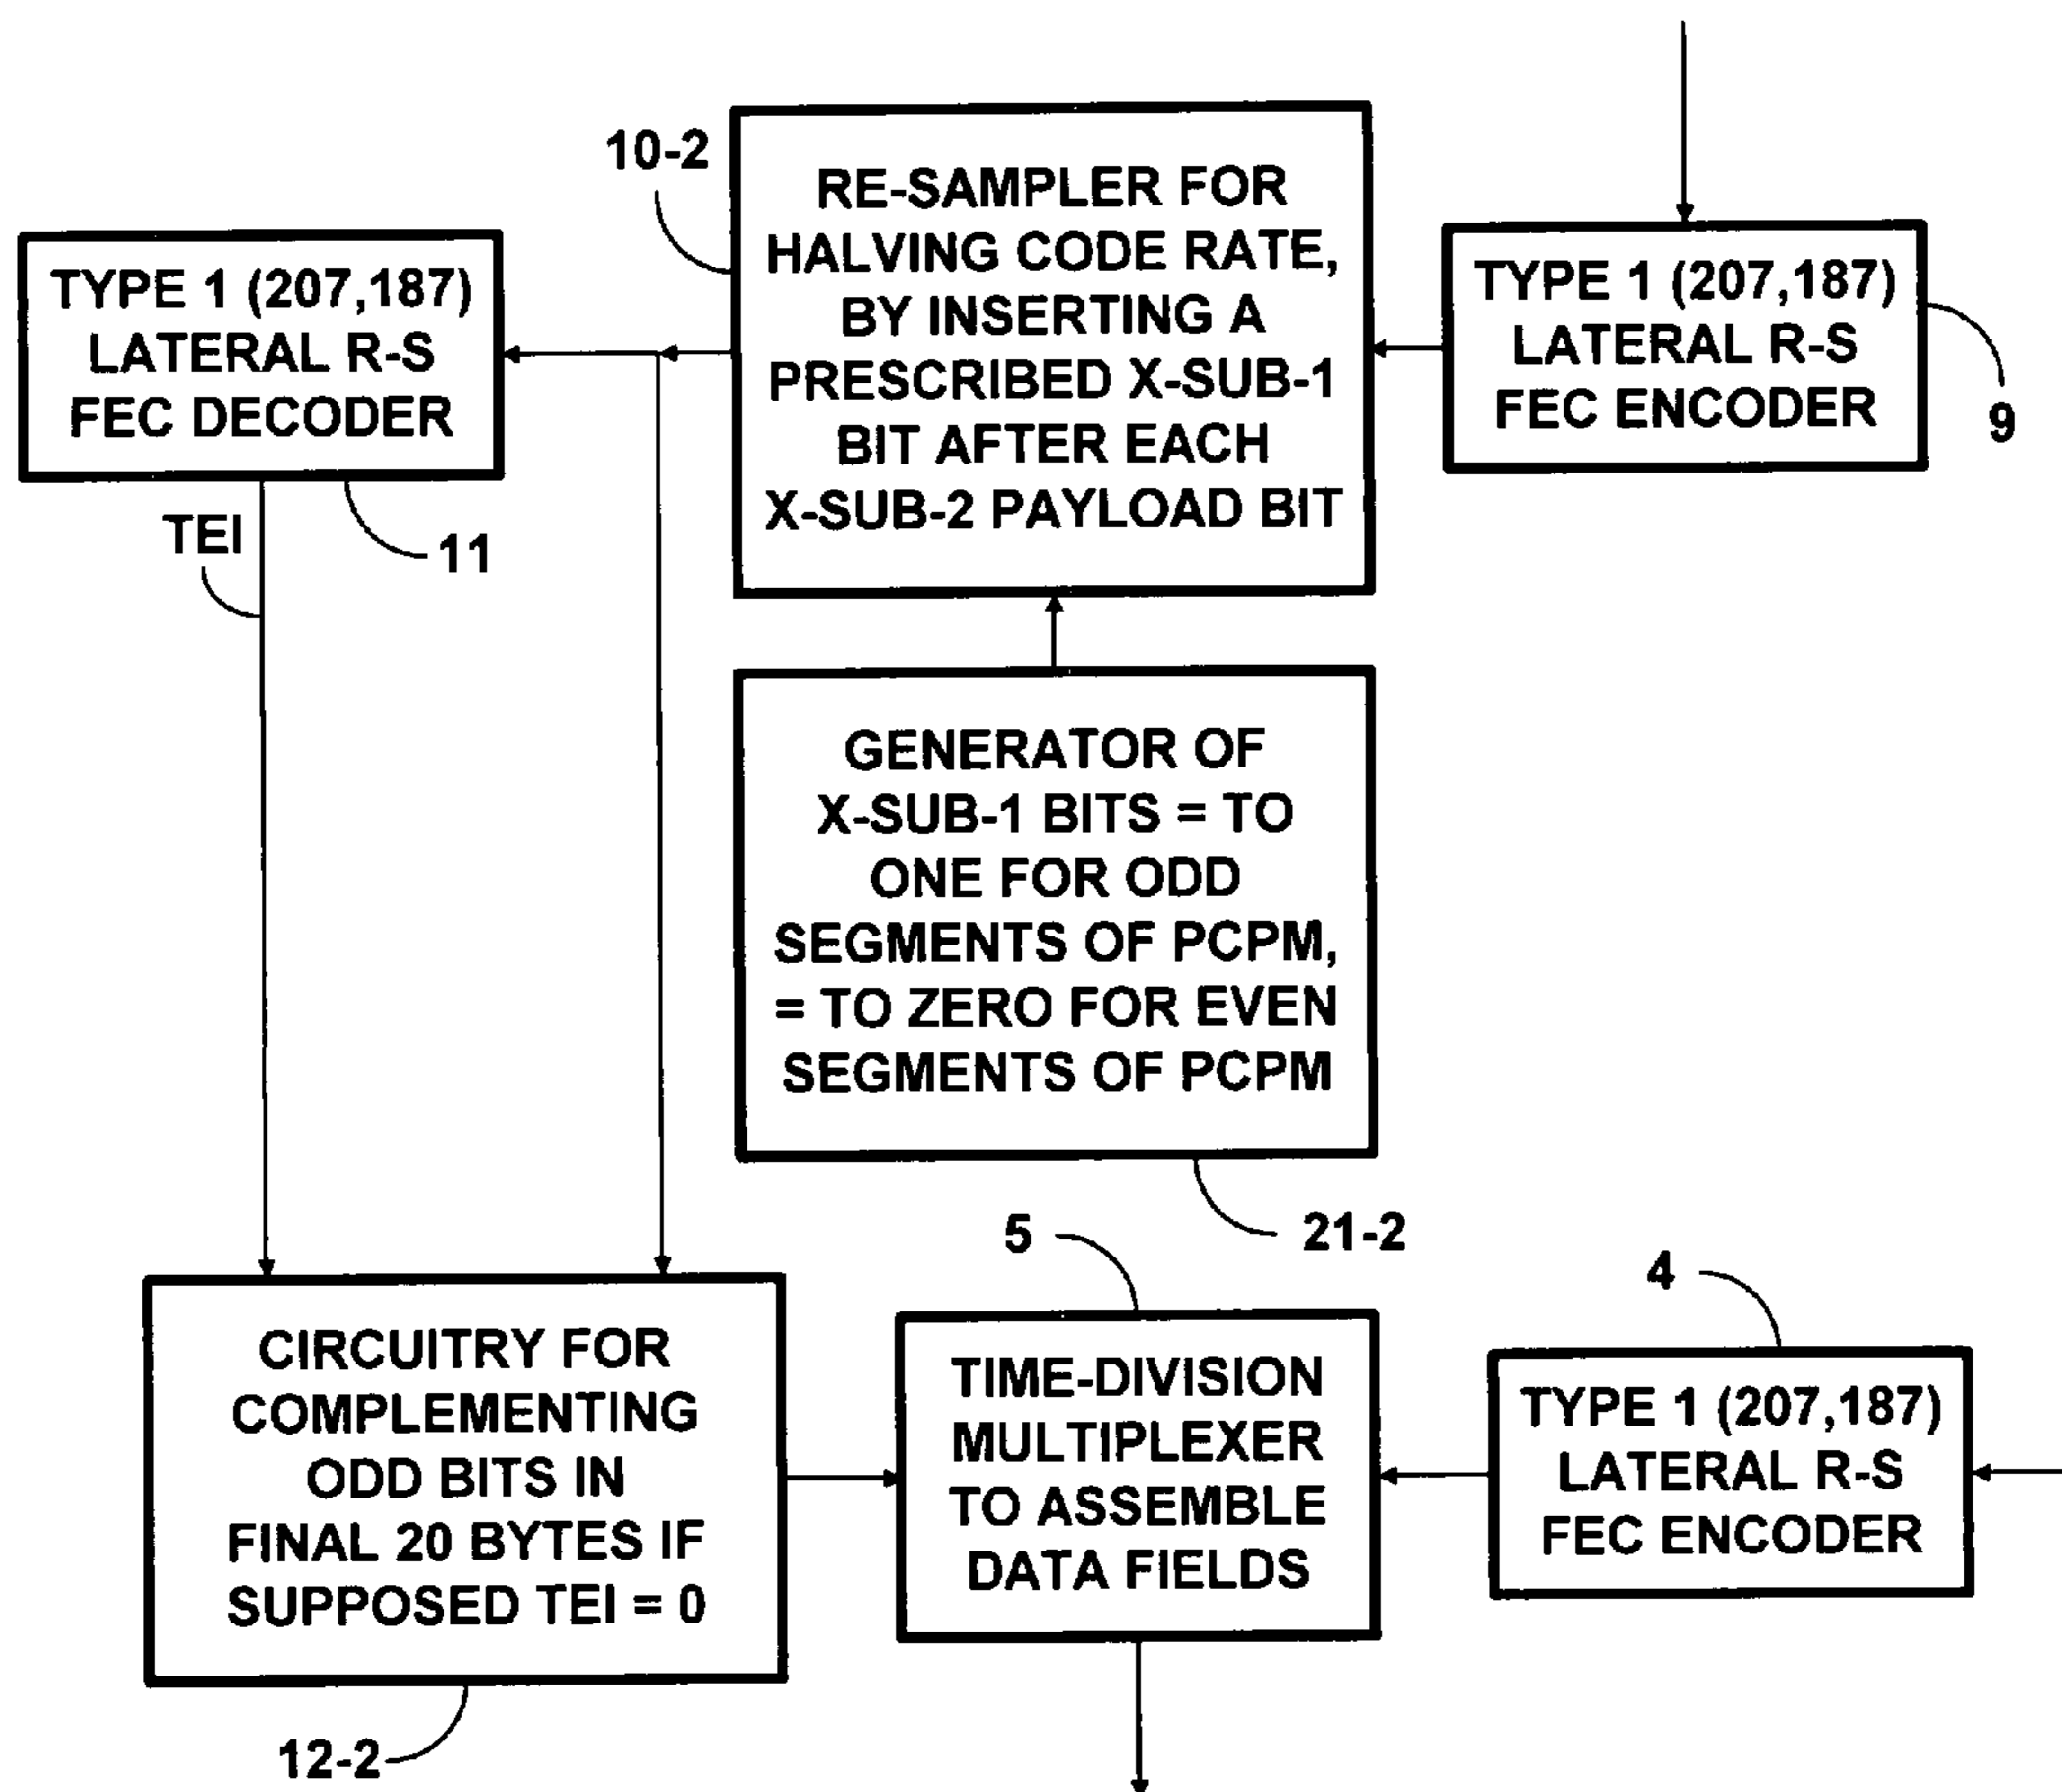 10-2
RE-SAMPLER FOR
HALVING CODE RATE,
BY INSERTING A
PRESCRIBED X-SUB-1
BIT AFTER EACH
X-SUB-2 PAYLOAD BIT
TYPE 1 (207,187)
LATERAL R-S
FEC DECODER
TYPE 1 (207,187)
LATERAL R-S
FEC ENCODER
9
TEI
11
GENERATOR OF
X-SUB-1 BITS = TO
ONE FOR ODD
SEGMENTS OF PCPM,
= TO ZERO FOR EVEN
SEGMENTS OF PCPM
21-2
5
4
CIRCUITRY FOR
COMPLEMENTING
ODD BITS IN
FINAL 20 BYTES IF
SUPPOSED TEI = 0
TIME-DIVISION
MULTIPLEXER
TO ASSEMBLE
DATA FIELDS
TYPE 1 (207,187)
LATERAL R-S
FEC ENCODER
12-2